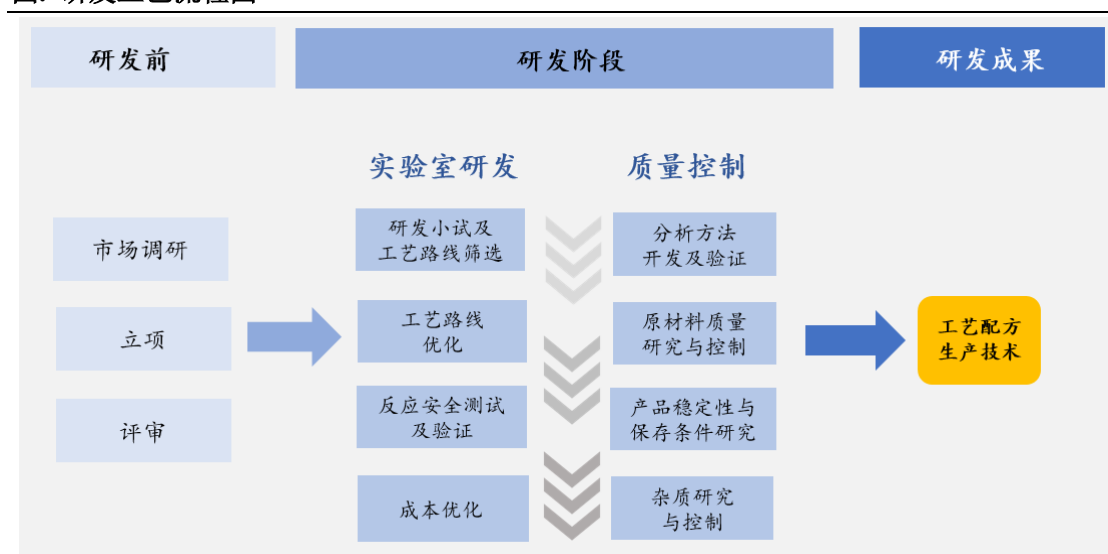 研发前
研发阶段
研发成果
实验室研发
质量控制
市场调研
立项
评审
研发小试及
工艺路线筛选
工艺路线
优化
反应安全测试
及验证
成本优化
分析方法
开发及验证
原材料质量
研究与控制
产品稳定性与
保存条件研究
杂质研究
与控制
工艺配方
生产技术